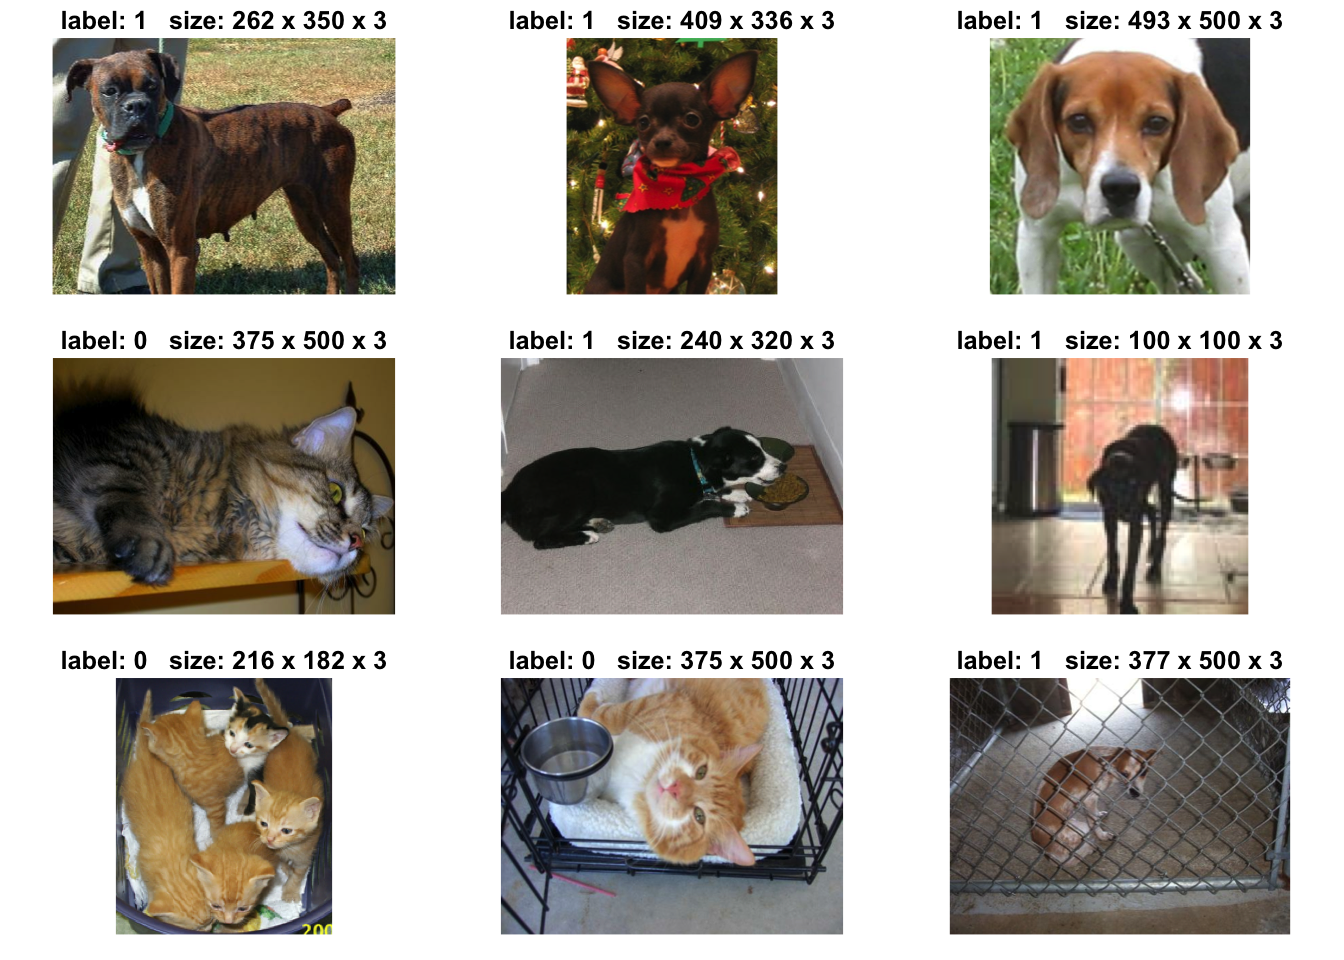 label: 1   size: 262 x 350 x 3
label: 1   size: 409 x 336 x 3
label: 1   size: 493 x 500 x 3
label: 0   size: 375 x 500 x 3
label: 1   size: 240 x 320 x 3
label: 1   size: 100 x 100 x 3
label: 0   size: 216 x 182 x 3
label: 0   size: 375 x 500 x 3
label: 1   size: 377 x 500 x 3
200